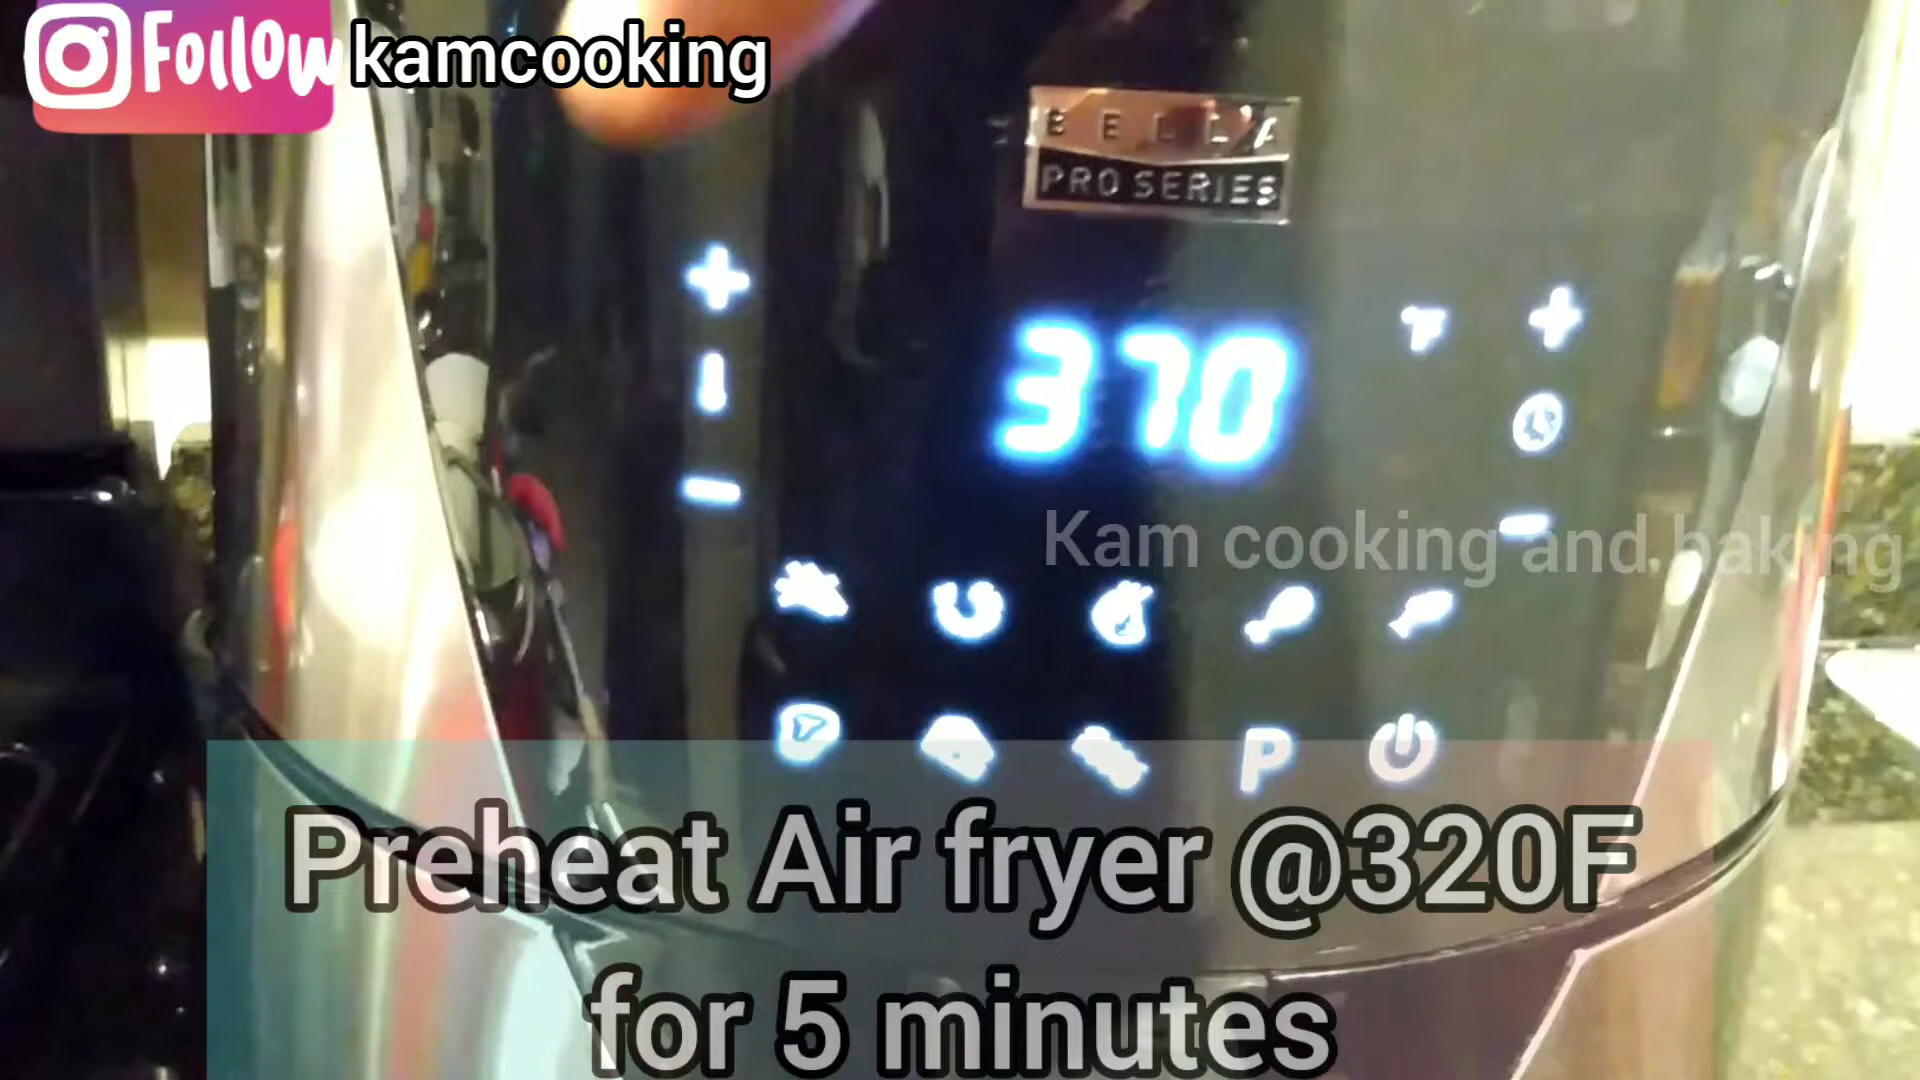 Follow kamcooking
BELLA
PRO SERIES
370
F
Kam cooking and baking
P
Preheat Air fryer @320F
for 5 minutes